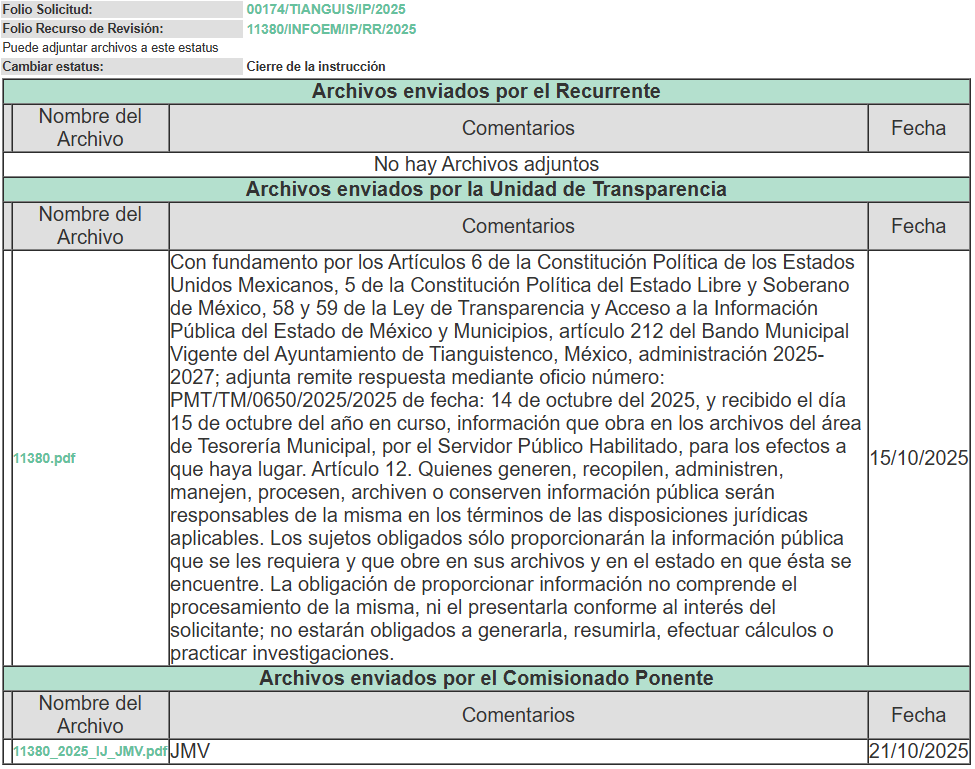 Folio Solicitud: 00174/TIANGUIS/IP/2025
Folio Recurso de Revisión: 11380/INFOEM/IP/RR/2025
Puede adjuntar archivos a este estatus
Cambiar estatus: Cierre de la instrucción
Archivos enviados por el Recurrente
Nombre del
Archivo
Comentarios
Fecha
No hay Archivos adjuntos
Archivos enviados por la Unidad de Transparencia
Nombre del
Archivo
Comentarios
Fecha
11380.pdf
Con fundamento por los Artículos 6 de la Constitución Política de los Estados
Unidos Mexicanos, 5 de la Constitución Política del Estado Libre y Soberano
de México, 58 y 59 de la Ley de Transparencia y Acceso a la Información
Pública del Estado de México y Municipios, artículo 212 del Bando Municipal
Vigente del Ayuntamiento de Tianguistenco, México, administración 2025-
2027; adjunta remite respuesta mediante oficio número:
PMT/TM/0650/2025/2025 de fecha: 14 de octubre del 2025, y recibido el día
15 de octubre del año en curso, información que obra en los archivos del área
de Tesorería Municipal, por el Servidor Público Habilitado, para los efectos a
que haya lugar. Artículo 12. Quienes generen, recopilen, administren,
manejen, procesen, archiven o conserven información pública serán
responsables de la misma en los términos de las disposiciones jurídicas
aplicables. Los sujetos obligados sólo proporcionarán la información pública
que se les requiera y que obre en sus archivos y en el estado en que ésta se
encuentre. La obligación de proporcionar información no comprende el
procesamiento de la misma, ni el presentarla conforme al interés del
solicitante; no estarán obligados a generarla, resumirla, efectuar cálculos o
practicar investigaciones.
15/10/2025
Archivos enviados por el Comisionado Ponente
Nombre del
Archivo
Comentarios
Fecha
11380_2025_IJ_JMV.pdf
JMV
21/10/2025